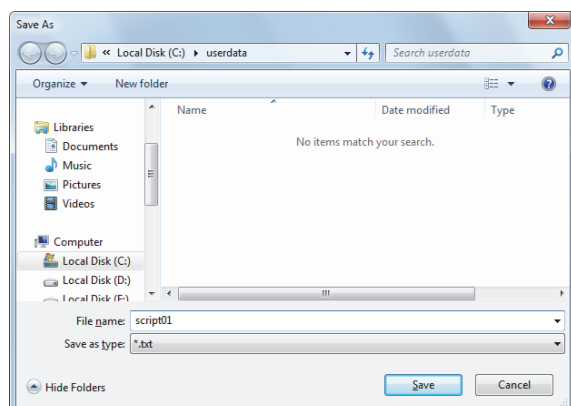 Save As
« Local Disk (C:) ▸ userdata
Search userdata
Organize ▾ New folder
Name Date modified Type
No items match your search.
Libraries
Documents
Music
Pictures
Videos
Computer
Local Disk (C:)
Local Disk (D:)
Local Disk (E:)
File name: script01
Save as type: *.txt
Hide Folders Save Cancel